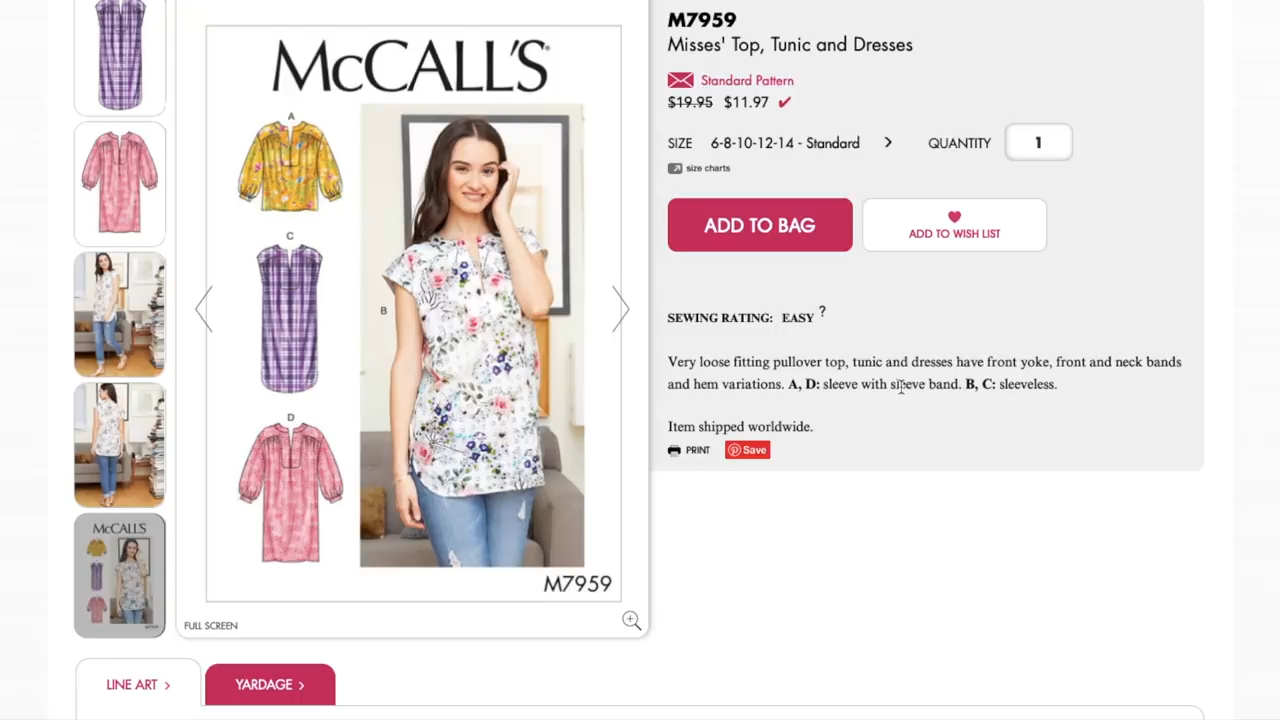 McCALL'S
A
C
B
D
M7959
FULL SCREEN
McCALL'S
M7959
Misses' Top, Tunic and Dresses
Standard Pattern
$19.95 $11.97
SIZE 6-8-10-12-14 - Standard QUANTITY 1
size charts
ADD TO BAG
ADD TO WISH LIST
SEWING RATING: EASY ?
Very loose fitting pullover top, tunic and dresses have front yoke, front and neck bands
and hem variations. A, D: sleeve with sleeve band. B, C: sleeveless.
Item shipped worldwide.
PRINT Save
LINE ART >
YARDAGE >